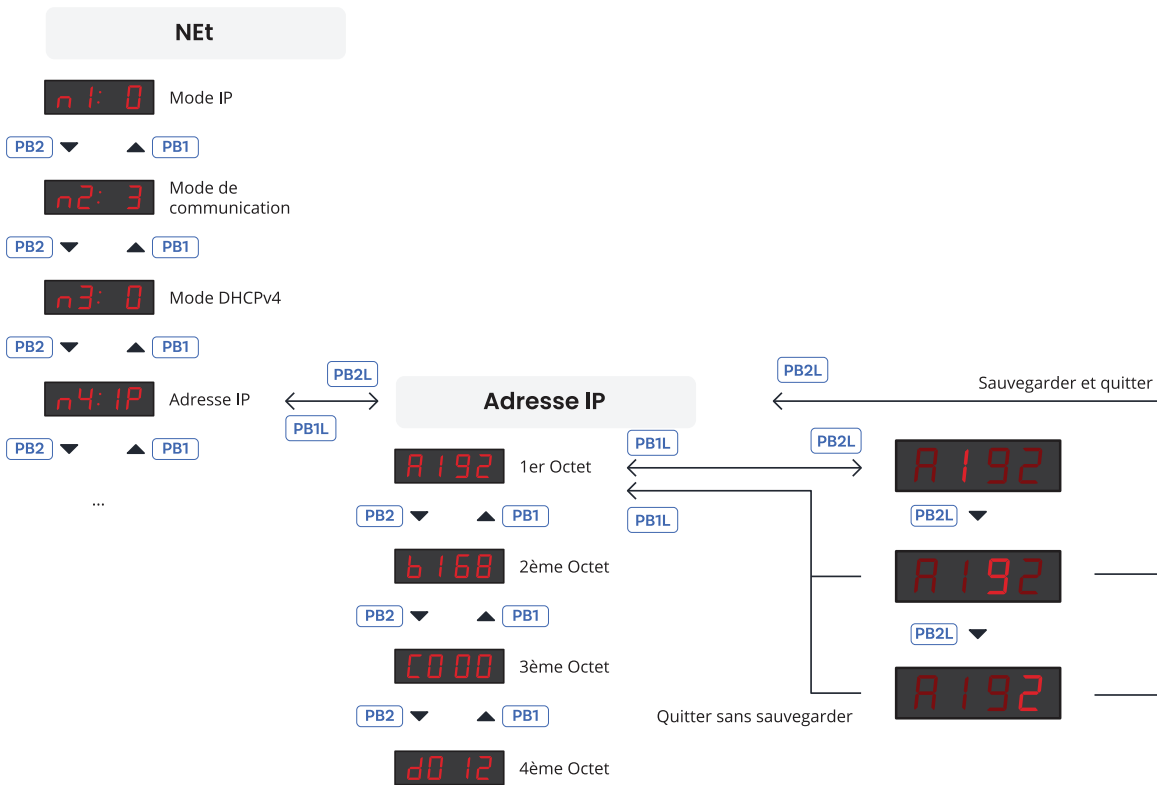 NEt
n1: 0
Mode IP
PB2
PB1
n2: 3
Mode de
communication
PB2
PB1
n3: 0
Mode DHCPv4
PB2
PB1
n4:IP
Adresse IP
PB2
PB1
...
PB2L
PB1L
Adresse IP
A192
1er Octet
PB2
PB1
b168
2ème Octet
PB2
PB1
C000
3ème Octet
PB2
PB1
d012
4ème Octet
PB1L
PB2L
PB1L
Quitter sans sauvegarder
PB2L
Sauvegarder et quitter
A192
PB2L
A192
PB2L
A192